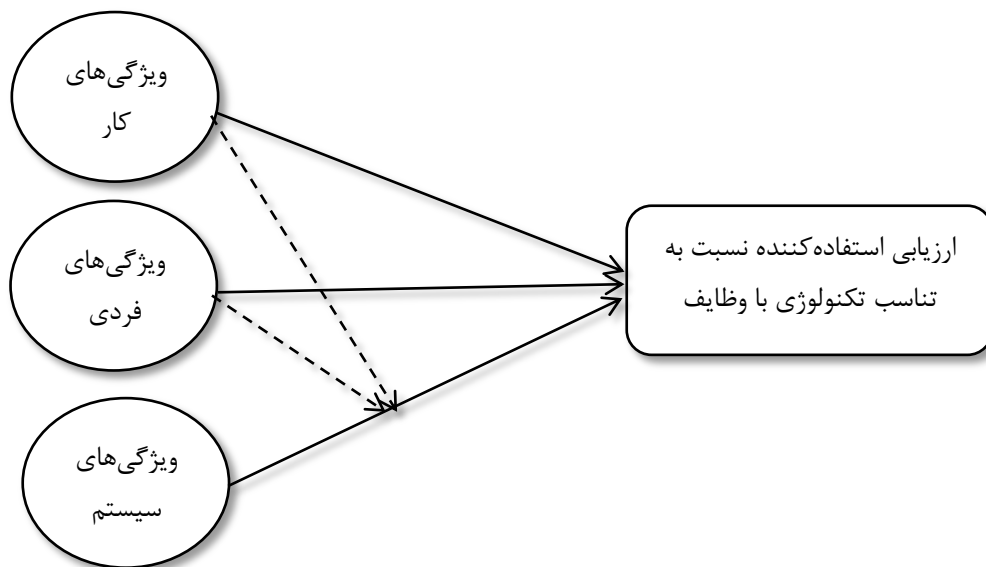 ویژگی‌های
کار
ویژگی‌های
فردی
ارزیابی استفاده‌کننده نسبت به
تناسب تکنولوژی با وظایف
ویژگی‌های
سیستم